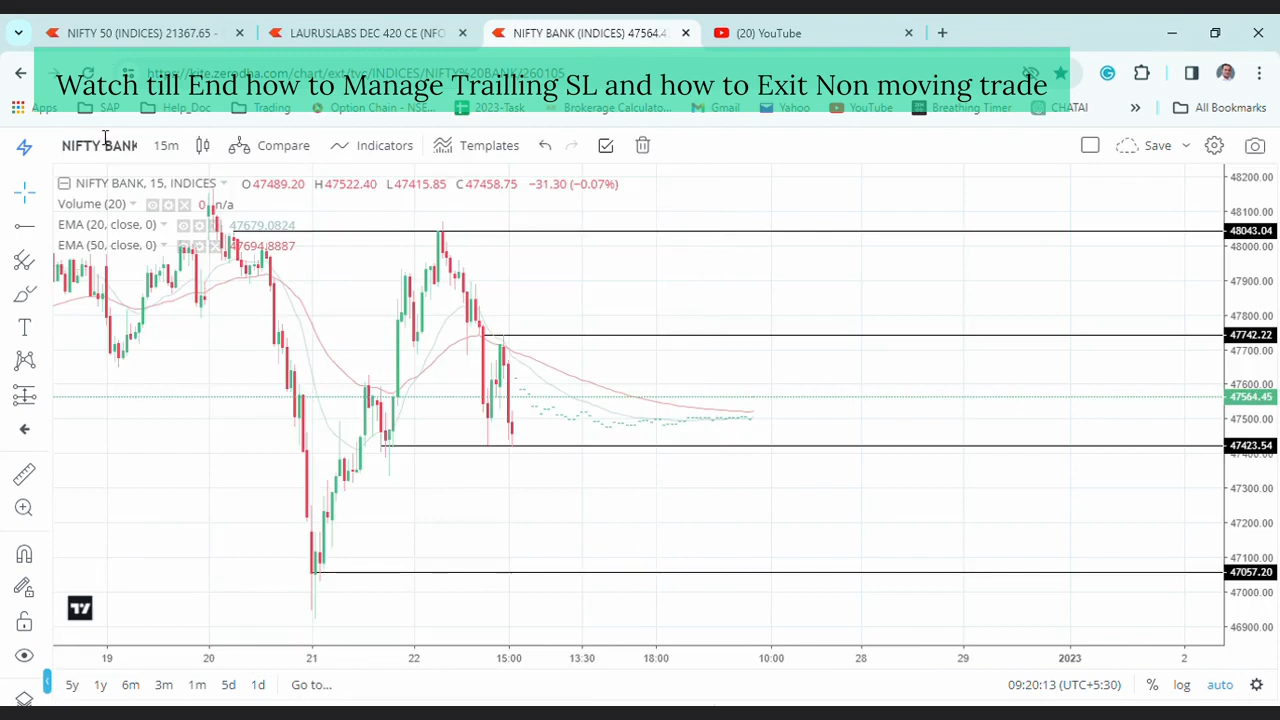 NIFTY 50 (INDICES) 21367.65 -
LAURUSLABS DEC 420 CE (NFO
NIFTY BANK (INDICES) 47564.4
(20) YouTube
Watch till End how to Manage Trailling SL and how to Exit Non moving trade
Apps
SAP
Help_Doc
Trading
Option Chain - NSE...
2023-Task
Brokerage Calculato...
Gmail
Yahoo
YouTube
Breathing Timer
CHATAI
All Bookmarks
NIFTY BANK
15m
Compare
Indicators
Templates
Save
NIFTY BANK, 15, INDICES
O47489.20 H47522.40 L47415.85 C47458.75 −31.30 (−0.07%)
Volume (20)
0 n/a
EMA (20, close, 0)
47679.0824
EMA (50, close, 0)
47694.8887
48200.00
48100.00
48043.04
48000.00
47900.00
47800.00
47742.22
47700.00
47600.00
47564.45
47500.00
47423.54
47400.00
47300.00
47200.00
47100.00
47057.20
47000.00
46900.00
19
20
21
22
15:00
13:30
18:00
10:00
28
29
2023
2
5y
1y
6m
3m
1m
5d
1d
Go to...
09:20:13 (UTC+5:30)
%
log
auto